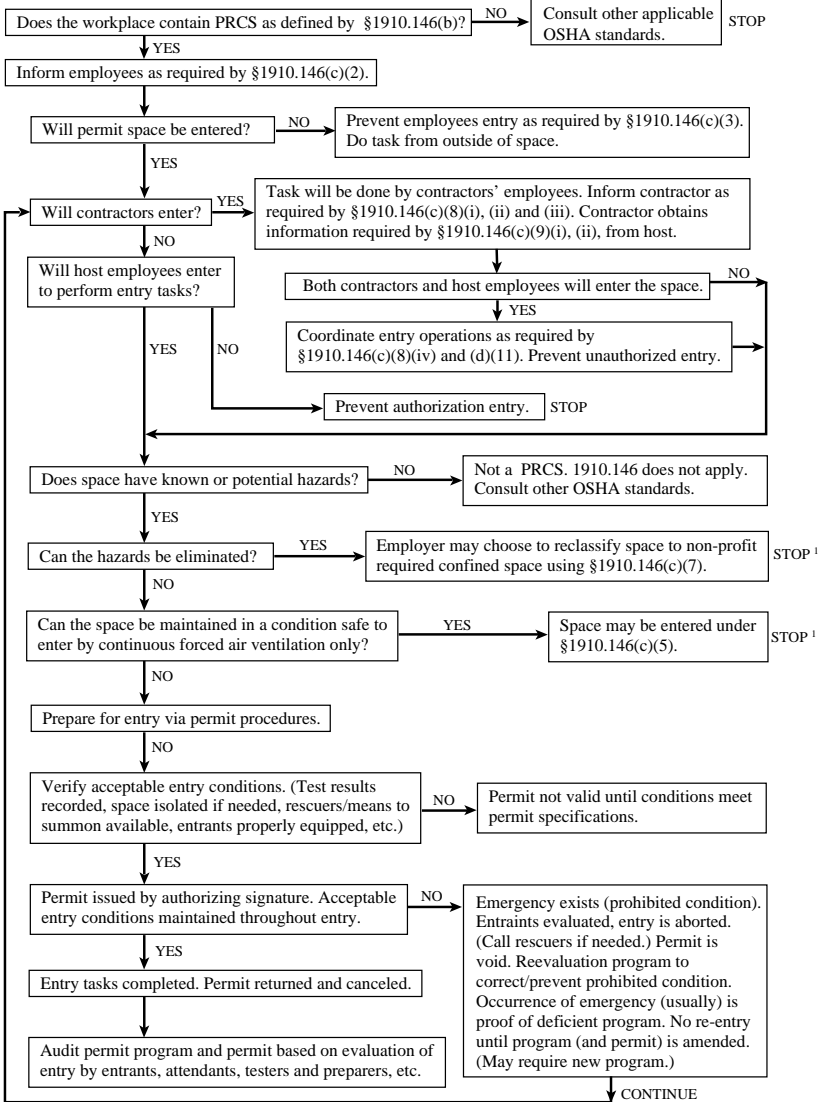 Does the workplace contain PRCS as defined by §1910.146(b)?
NO
Consult other applicable
OSHA standards.
STOP
YES
Inform employees as required by §1910.146(c)(2).
Will permit space be entered?
NO
Prevent employees entry as required by §1910.146(c)(3).
Do task from outside of space.
YES
Will contractors enter?
YES
Task will be done by contractors’ employees. Inform contractor as
required by §1910.146(c)(8)(i), (ii) and (iii). Contractor obtains
information required by §1910.146(c)(9)(i), (ii), from host.
NO
Will host employees enter
to perform entry tasks?
Both contractors and host employees will enter the space.
NO
YES
Coordinate entry operations as required by
§1910.146(c)(8)(iv) and (d)(11). Prevent unauthorized entry.
YES
NO
Prevent authorization entry.
STOP
Does space have known or potential hazards?
NO
Not a PRCS. 1910.146 does not apply.
Consult other OSHA standards.
YES
Can the hazards be eliminated?
YES
Employer may choose to reclassify space to non-profit
required confined space using §1910.146(c)(7).
STOP 1
NO
Can the space be maintained in a condition safe to
enter by continuous forced air ventilation only?
YES
Space may be entered under
§1910.146(c)(5).
STOP 1
NO
Prepare for entry via permit procedures.
NO
Verify acceptable entry conditions. (Test results
recorded, space isolated if needed, rescuers/means to
summon available, entrants properly equipped, etc.)
NO
Permit not valid until conditions meet
permit specifications.
YES
Permit issued by authorizing signature. Acceptable
entry conditions maintained throughout entry.
NO
Emergency exists (prohibited condition).
Entraints evaluated, entry is aborted.
(Call rescuers if needed.) Permit is
void. Reevaluation program to
correct/prevent prohibited condition.
Occurrence of emergency (usually) is
proof of deficient program. No re-entry
until program (and permit) is amended.
(May require new program.)
YES
Entry tasks completed. Permit returned and canceled.
Audit permit program and permit based on evaluation of
entry by entrants, attendants, testers and preparers, etc.
CONTINUE